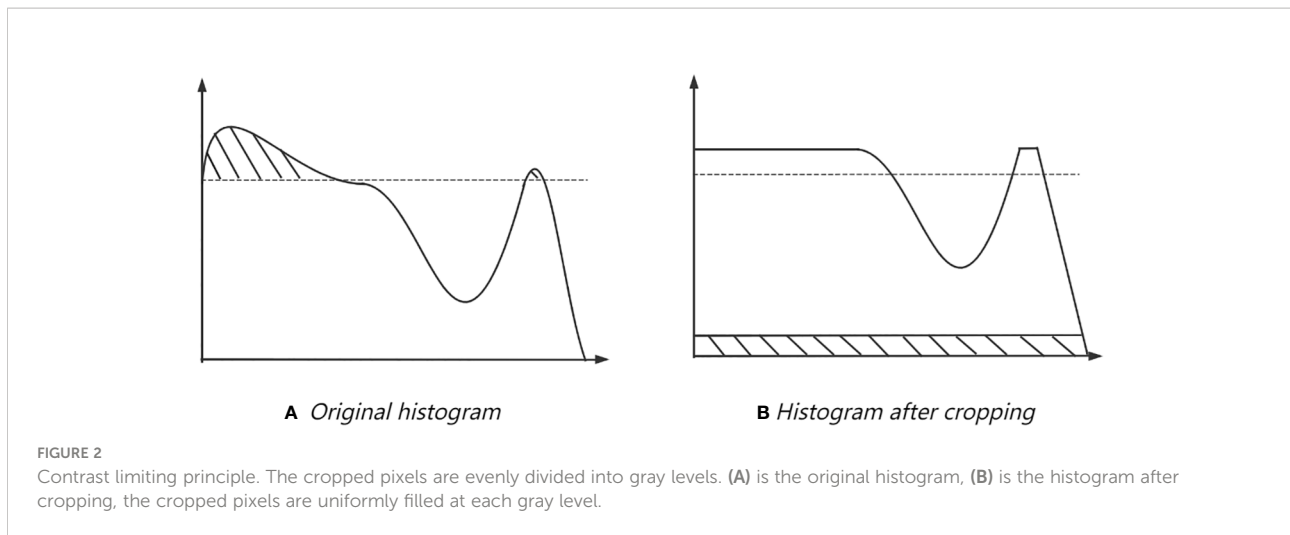 A Original histogram
B Histogram after cropping
FIGURE 2
Contrast limiting principle. The cropped pixels are evenly divided into gray levels. (A) is the original histogram, (B) is the histogram after
cropping, the cropped pixels are uniformly filled at each gray level.